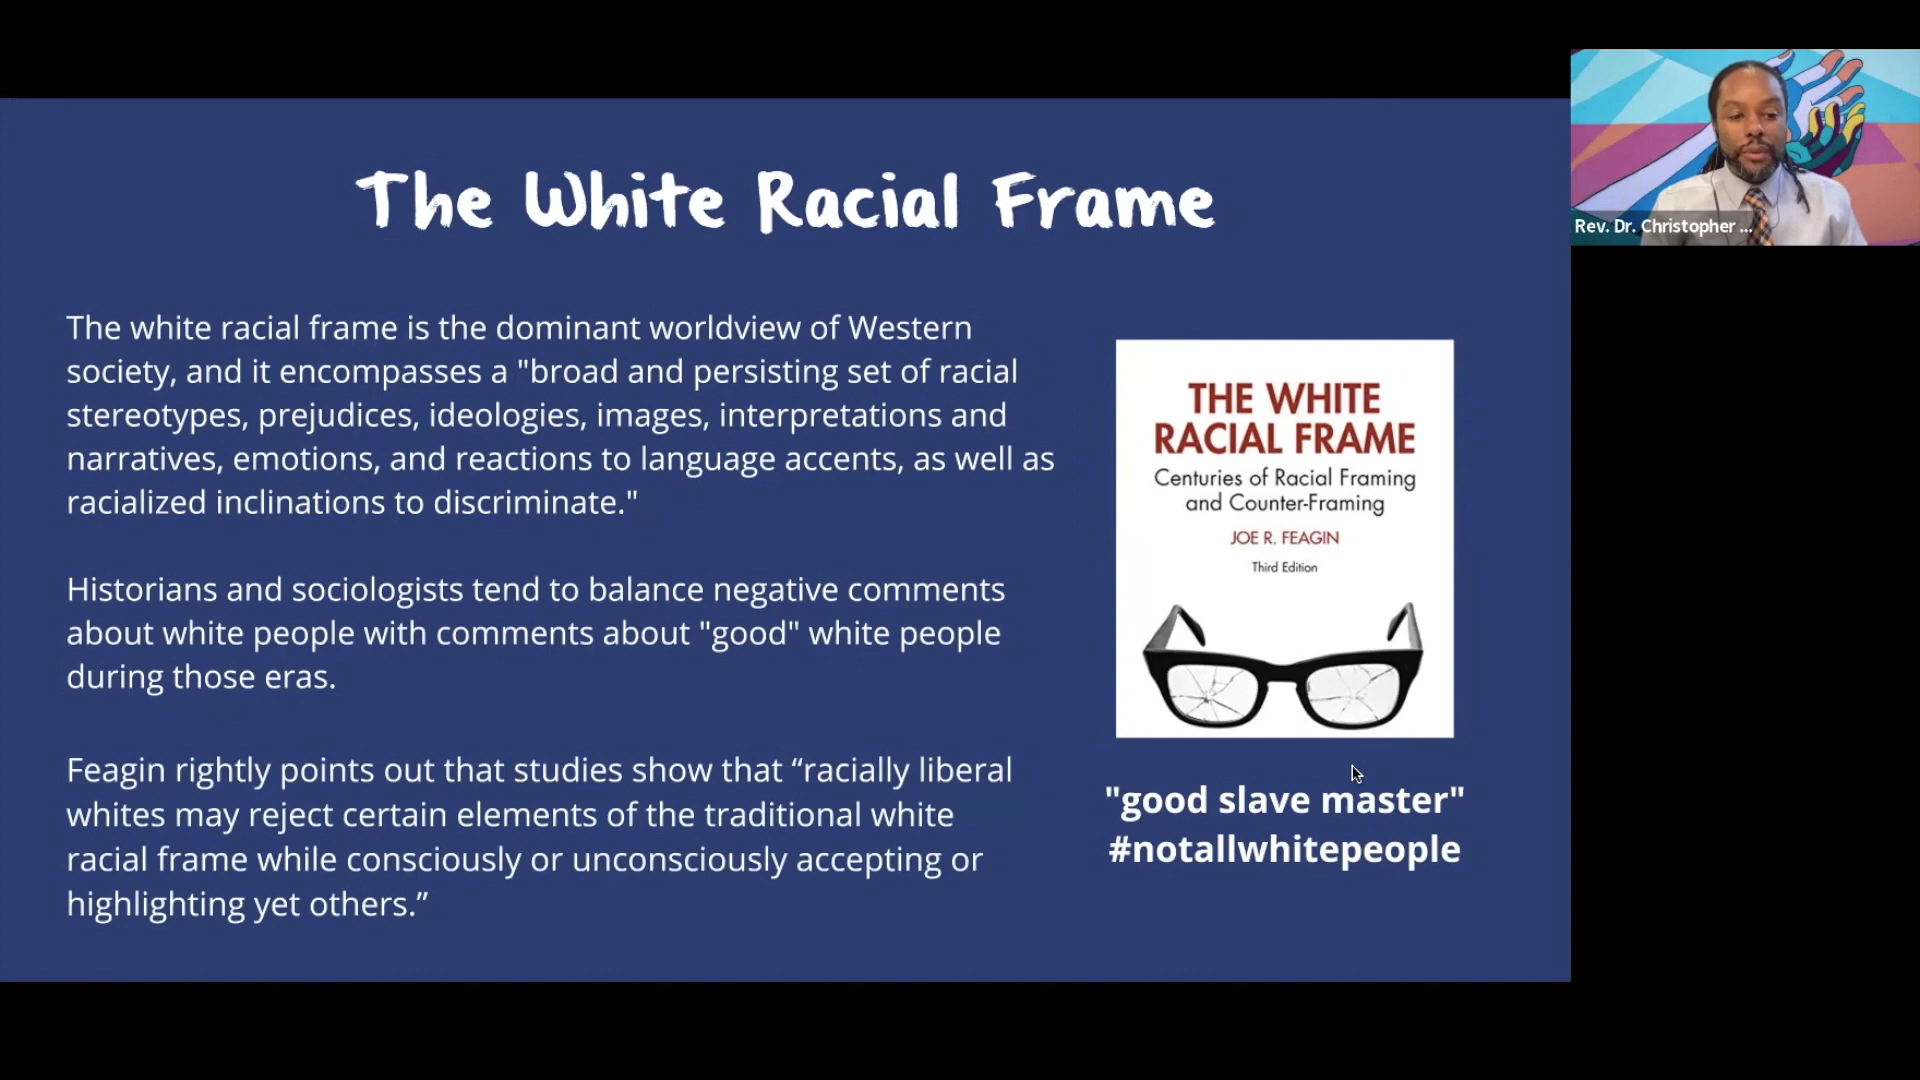 The White Racial Frame
The white racial frame is the dominant worldview of Western
society, and it encompasses a "broad and persisting set of racial
stereotypes, prejudices, ideologies, images, interpretations and
narratives, emotions, and reactions to language accents, as well as
racialized inclinations to discriminate."
Historians and sociologists tend to balance negative comments
about white people with comments about "good" white people
during those eras.
Feagin rightly points out that studies show that “racially liberal
whites may reject certain elements of the traditional white
racial frame while consciously or unconsciously accepting or
highlighting yet others.”
THE WHITE
RACIAL FRAME
Centuries of Racial Framing
and Counter-Framing
JOE R. FEAGIN
Third Edition
"good slave master"
#notallwhitepeople
Rev. Dr. Christopher ...